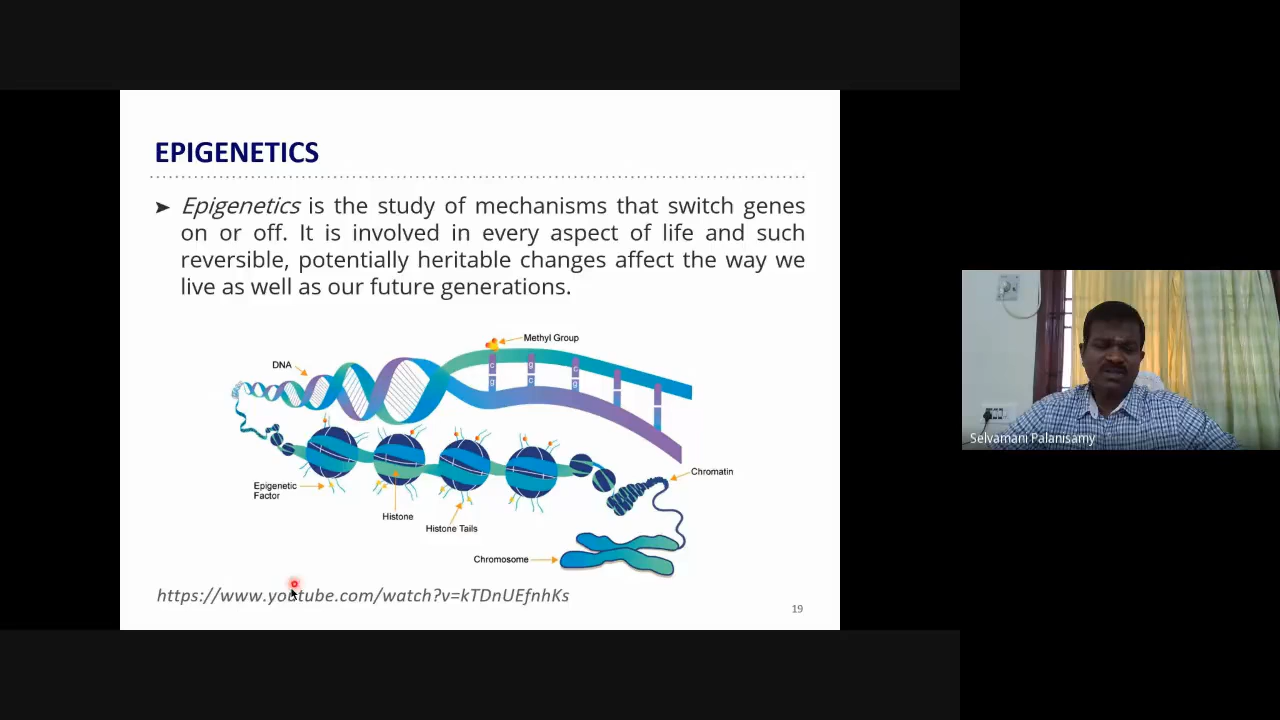 EPIGENETICS
➤ Epigenetics is the study of mechanisms that switch genes
on or off. It is involved in every aspect of life and such
reversible, potentially heritable changes affect the way we
live as well as our future generations.
Methyl Group
DNA
c g c
g c g
Chromatin
Epigenetic
Factor
Histone
Histone Tails
Chromosome
https://www.youtube.com/watch?v=kTDnUEfnhKs
19
Selvamani Palanisamy